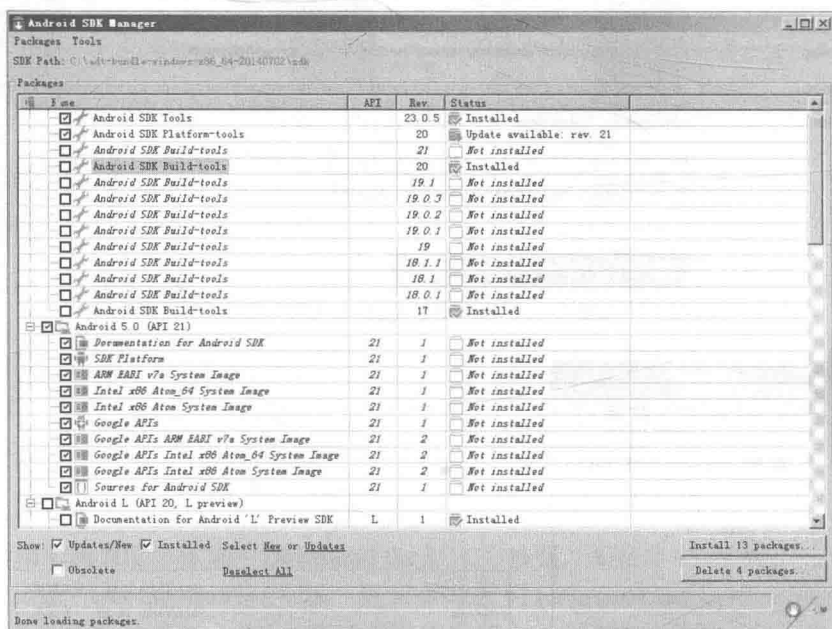 Android SDK Manager
Packages Tools
SDK Path: C:\adt-bundle-windows-x86_64-20140702\sdk
Packages
API Rev. Status
Android SDK Tools 23.0.5 Installed
Android SDK Platform-tools 20 Update available: rev. 21
Android SDK Build-tools 21 Not installed
Android SDK Build-tools 20 Installed
Android SDK Build-tools 19.1 Not installed
Android SDK Build-tools 19.0.3 Not installed
Android SDK Build-tools 19.0.2 Not installed
Android SDK Build-tools 19.0.1 Not installed
Android SDK Build-tools 19 Not installed
Android SDK Build-tools 18.1.1 Not installed
Android SDK Build-tools 18.1 Not installed
Android SDK Build-tools 18.0.1 Not installed
Android SDK Build-tools 17 Installed
Android 5.0 (API 21)
Documentation for Android SDK 21 1 Not installed
SDK Platform 21 1 Not installed
ARM EABI v7a System Image 21 1 Not installed
Intel x86 Atom_64 System Image 21 1 Not installed
Intel x86 Atom System Image 21 1 Not installed
Google APIs 21 1 Not installed
Google APIs ARM EABI v7a System Image 21 2 Not installed
Google APIs Intel x86 Atom_64 System Image 21 2 Not installed
Google APIs Intel x86 Atom System Image 21 2 Not installed
Sources for Android SDK 21 1 Not installed
Android L (API 20, L preview)
Documentation for Android 'L' Preview SDK L 1 Installed
Show: Updates/New Installed Select New or Updates Install 13 packages...
Obsolete Deselect All Delete 4 packages...
Done loading packages.